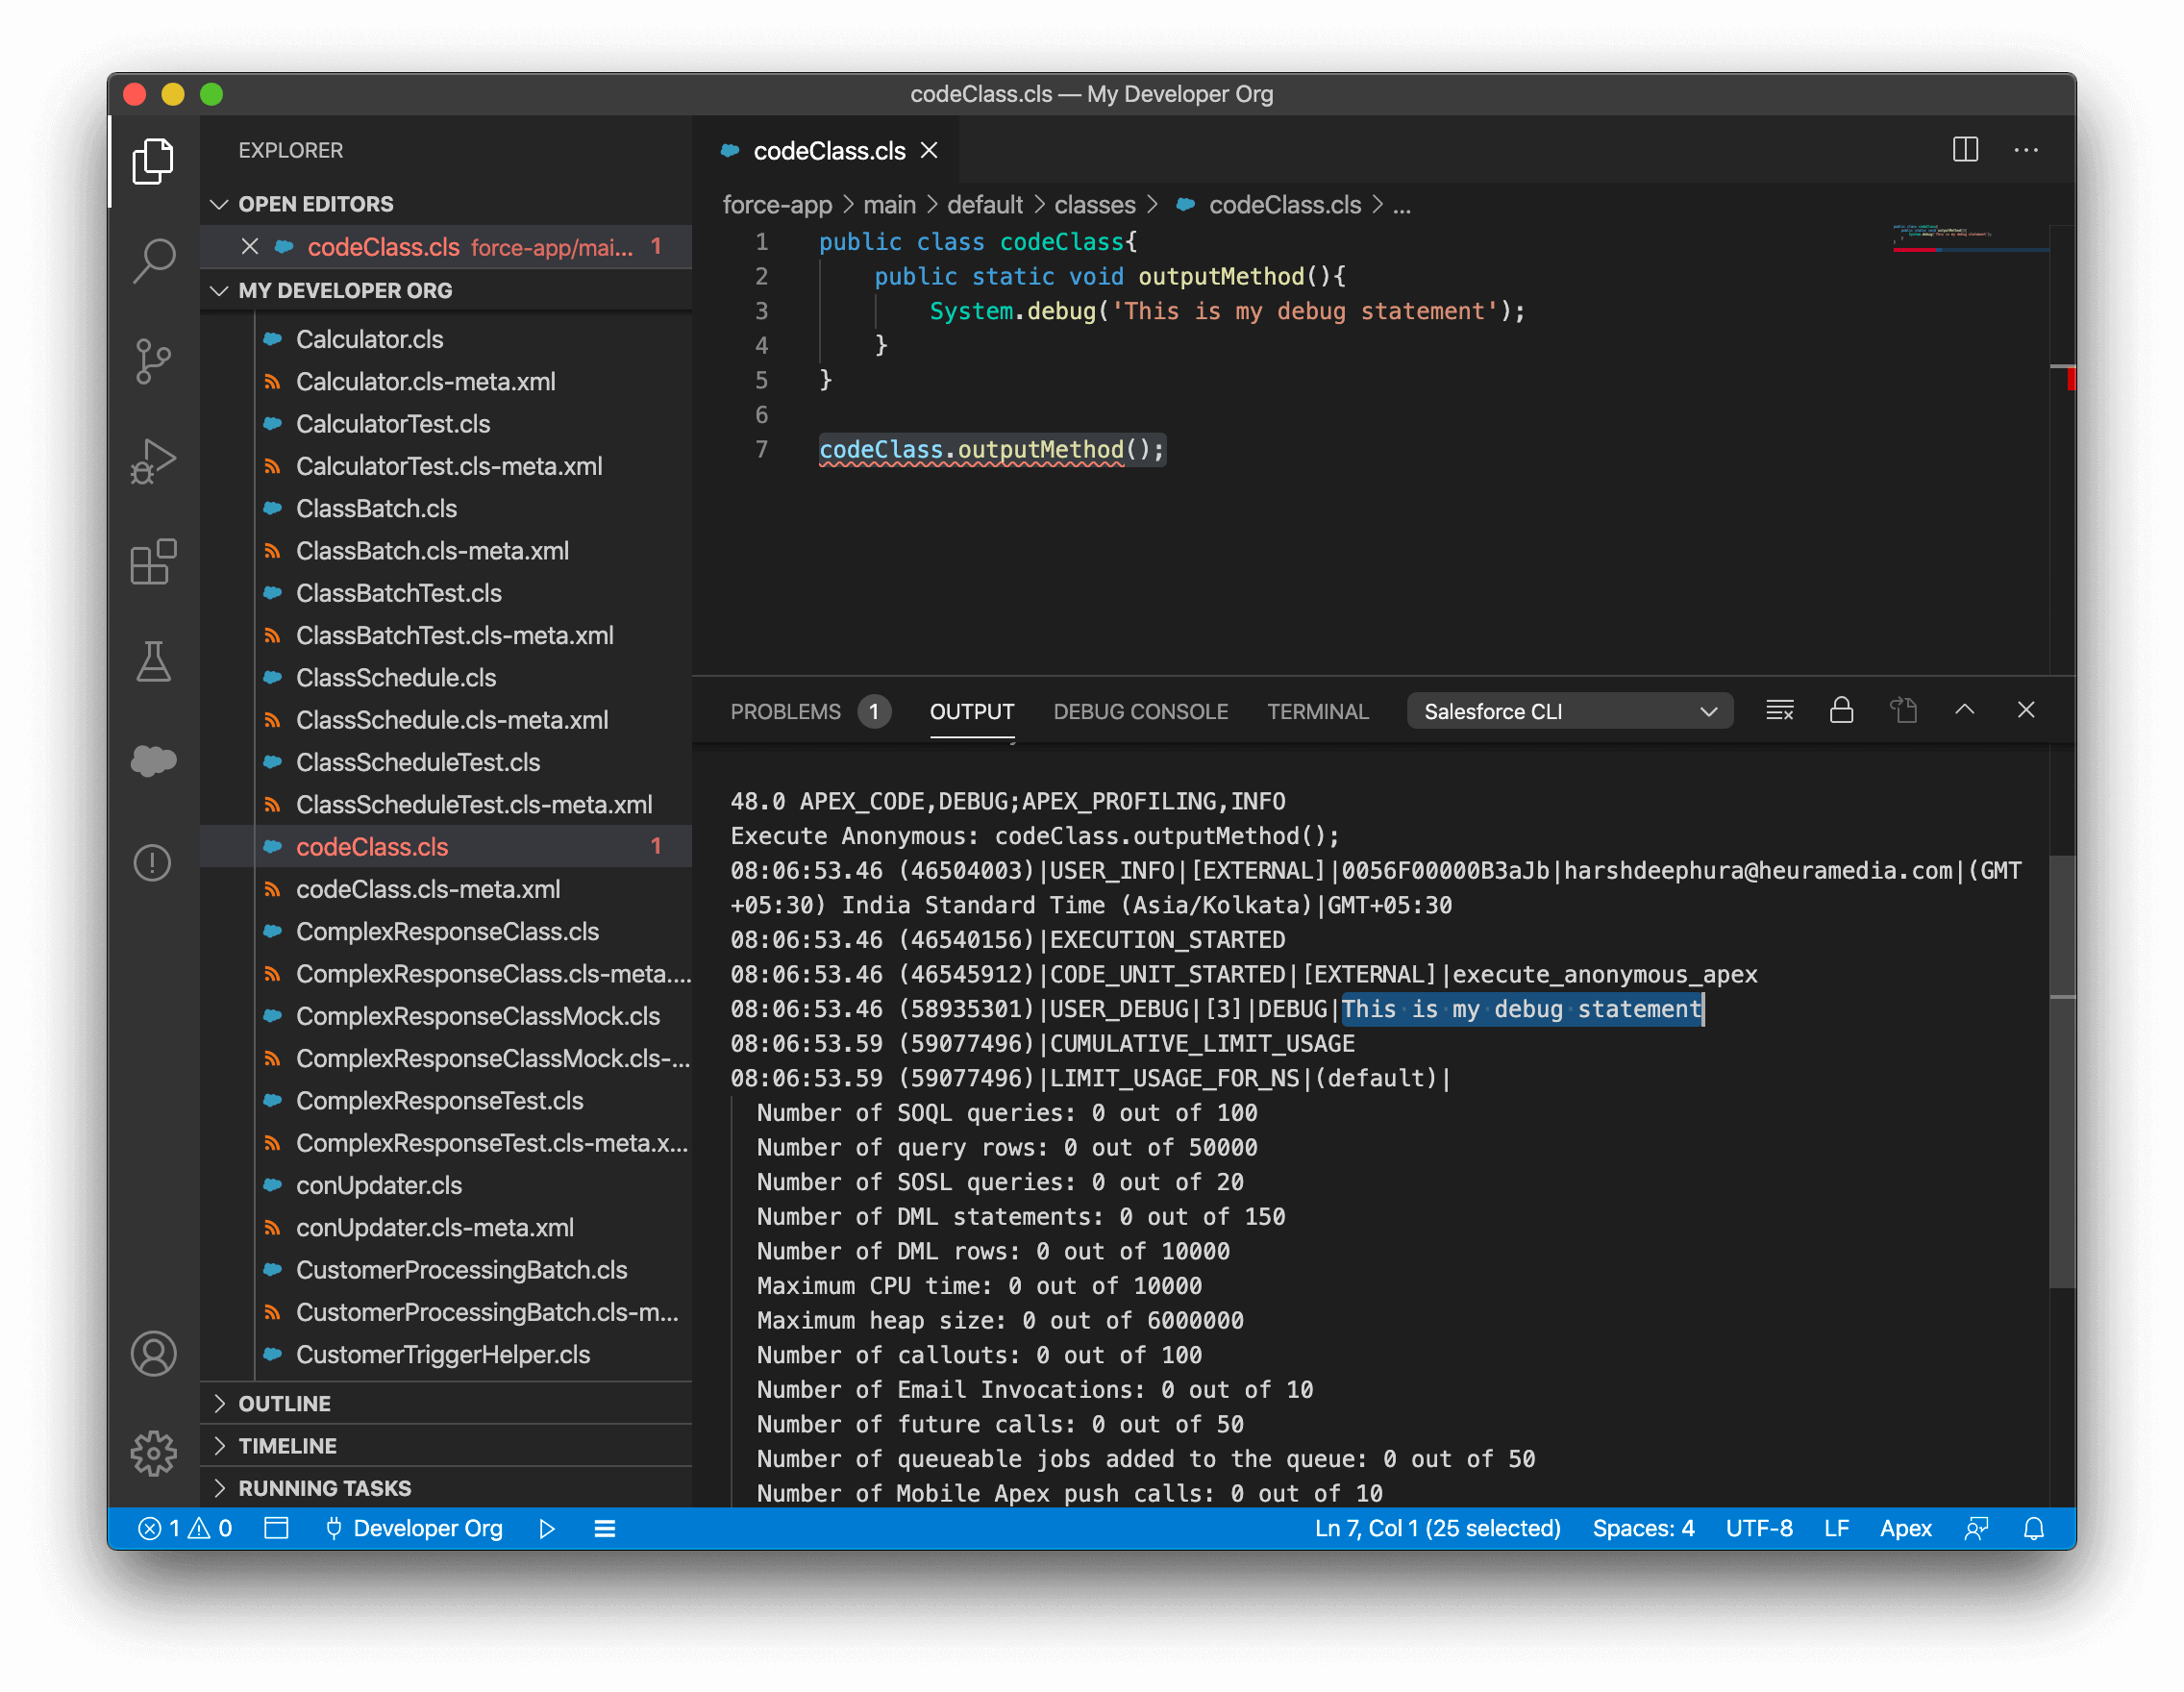 codeClass.cls — My Developer Org
EXPLORER
OPEN EDITORS
codeClass.cls force-app/mai... 1
MY DEVELOPER ORG
Calculator.cls
Calculator.cls-meta.xml
CalculatorTest.cls
CalculatorTest.cls-meta.xml
ClassBatch.cls
ClassBatch.cls-meta.xml
ClassBatchTest.cls
ClassBatchTest.cls-meta.xml
ClassSchedule.cls
ClassSchedule.cls-meta.xml
ClassScheduleTest.cls
ClassScheduleTest.cls-meta.xml
codeClass.cls 1
codeClass.cls-meta.xml
ComplexResponseClass.cls
ComplexResponseClass.cls-meta....
ComplexResponseClassMock.cls
ComplexResponseClassMock.cls-...
ComplexResponseTest.cls
ComplexResponseTest.cls-meta.x...
conUpdater.cls
conUpdater.cls-meta.xml
CustomerProcessingBatch.cls
CustomerProcessingBatch.cls-m...
CustomerTriggerHelper.cls
OUTLINE
TIMELINE
RUNNING TASKS
codeClass.cls
force-app > main > default > classes > codeClass.cls > ...
1 public class codeClass{
2 public static void outputMethod(){
3 System.debug('This is my debug statement');
4 }
5 }
6
7 codeClass.outputMethod();
PROBLEMS 1 OUTPUT DEBUG CONSOLE TERMINAL Salesforce CLI
48.0 APEX_CODE,DEBUG;APEX_PROFILING,INFO
Execute Anonymous: codeClass.outputMethod();
08:06:53.46 (46504003)|USER_INFO|[EXTERNAL]|0056F00000B3aJb|harshdeephura@heuramedia.com|(GMT
+05:30) India Standard Time (Asia/Kolkata)|GMT+05:30
08:06:53.46 (46540156)|EXECUTION_STARTED
08:06:53.46 (46545912)|CODE_UNIT_STARTED|[EXTERNAL]|execute_anonymous_apex
08:06:53.46 (58935301)|USER_DEBUG|[3]|DEBUG|This is my debug statement
08:06:53.59 (59077496)|CUMULATIVE_LIMIT_USAGE
08:06:53.59 (59077496)|LIMIT_USAGE_FOR_NS|(default)|
Number of SOQL queries: 0 out of 100
Number of query rows: 0 out of 50000
Number of SOSL queries: 0 out of 20
Number of DML statements: 0 out of 150
Number of DML rows: 0 out of 10000
Maximum CPU time: 0 out of 10000
Maximum heap size: 0 out of 6000000
Number of callouts: 0 out of 100
Number of Email Invocations: 0 out of 10
Number of future calls: 0 out of 50
Number of queueable jobs added to the queue: 0 out of 50
Number of Mobile Apex push calls: 0 out of 10
1 0 Developer Org Ln 7, Col 1 (25 selected) Spaces: 4 UTF-8 LF Apex